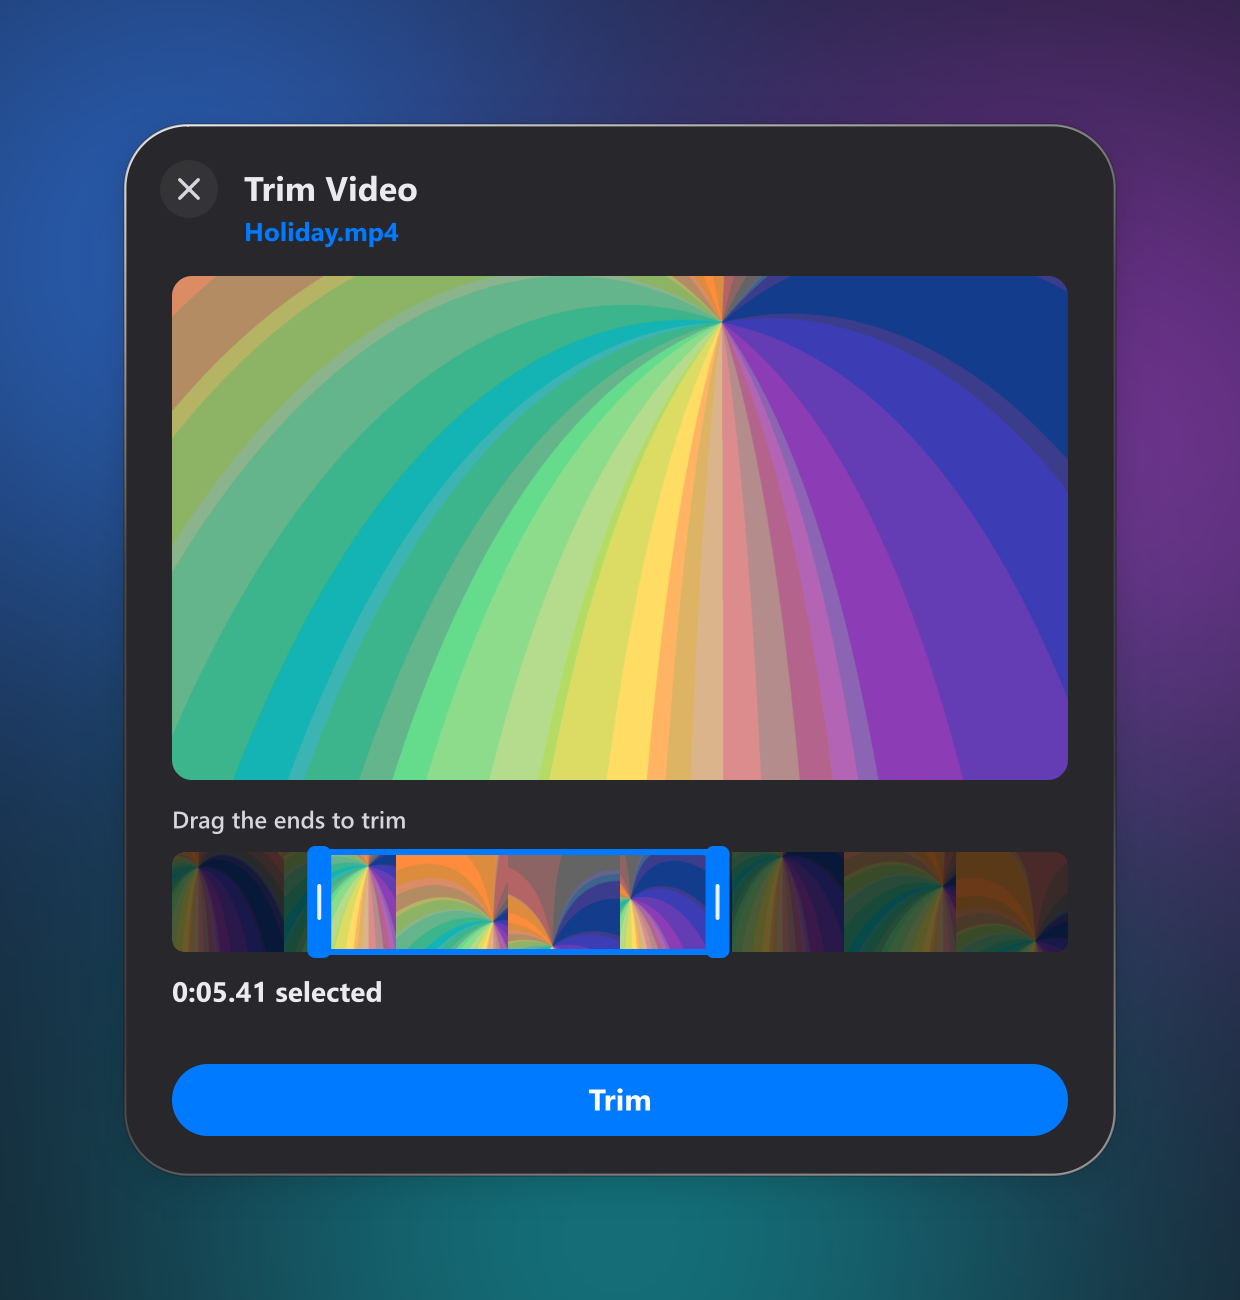 Trim Video
Holiday.mp4
Drag the ends to trim
0:05.41 selected
Trim